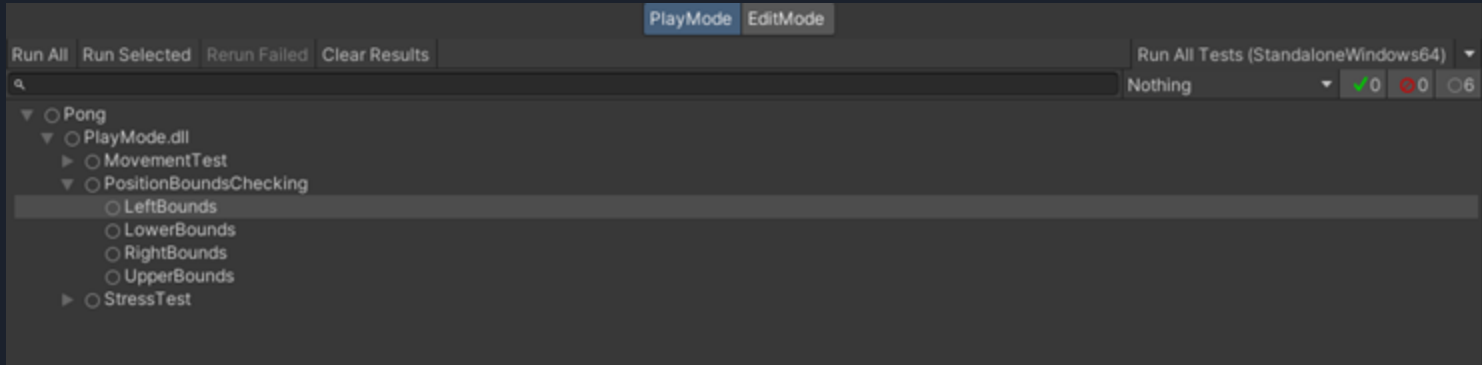 PlayMode EditMode
Run All Run Selected Rerun Failed Clear Results Run All Tests (StandaloneWindows64)
Nothing 0 0 6
Pong
PlayMode.dll
MovementTest
PositionBoundsChecking
LeftBounds
LowerBounds
RightBounds
UpperBounds
StressTest